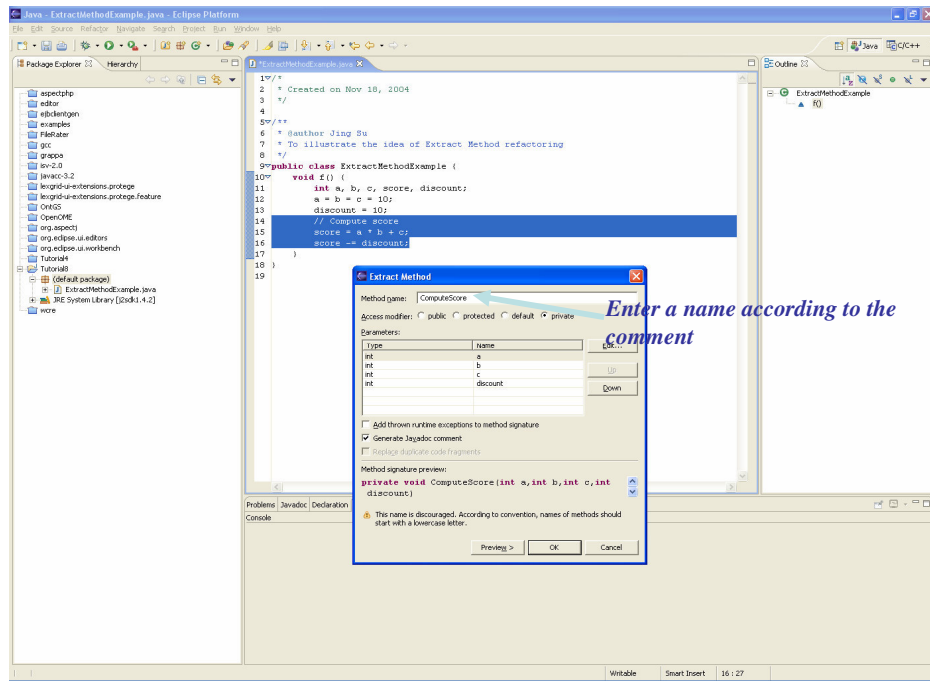 Java - ExtractMethodExample.java - Eclipse Platform
File Edit Source Refactor Navigate Search Project Run Window Help
Java C/C++
Package Explorer Hierarchy
*ExtractMethodExample.java
Outline
aspectphp
editor
ejbclientgen
examples
FileRater
gcc
grappa
isv-2.0
javacc-3.2
lexgrid-ui-extensions.protege
lexgrid-ui-extensions.protege.feature
OntGS
OpenOME
org.aspectj
org.eclipse.ui.editors
org.eclipse.ui.workbench
Tutorial4
Tutorial8
(default package)
ExtractMethodExample.java
JRE System Library [j2sdk1.4.2]
wcre
1 /*
2 * Created on Nov 18, 2004
3 */
4
5 /**
6 * @author Jing Su
7 * To illustrate the idea of Extract Method refactoring
8 */
9 public class ExtractMethodExample {
10 void f() {
11 int a, b, c, score, discount;
12 a = b = c = 10;
13 discount = 10;
14 // Compute score
15 score = a * b + c;
16 score -= discount;
17 }
18 }
19
ExtractMethodExample
f()
Extract Method
Method name: ComputeScore
Enter a name according to the
comment
Access modifier: public protected default private
Parameters:
Type Name
int a
int b
int c
int discount
Edit...
Up
Down
Add thrown runtime exceptions to method signature
Generate Javadoc comment
Replace duplicate code fragments
Method signature preview:
private void ComputeScore(int a,int b,int c,int
discount)
This name is discouraged. According to convention, names of methods should
start with a lowercase letter.
Preview > OK Cancel
Problems Javadoc Declaration
Console
Writable Smart Insert 16 : 27